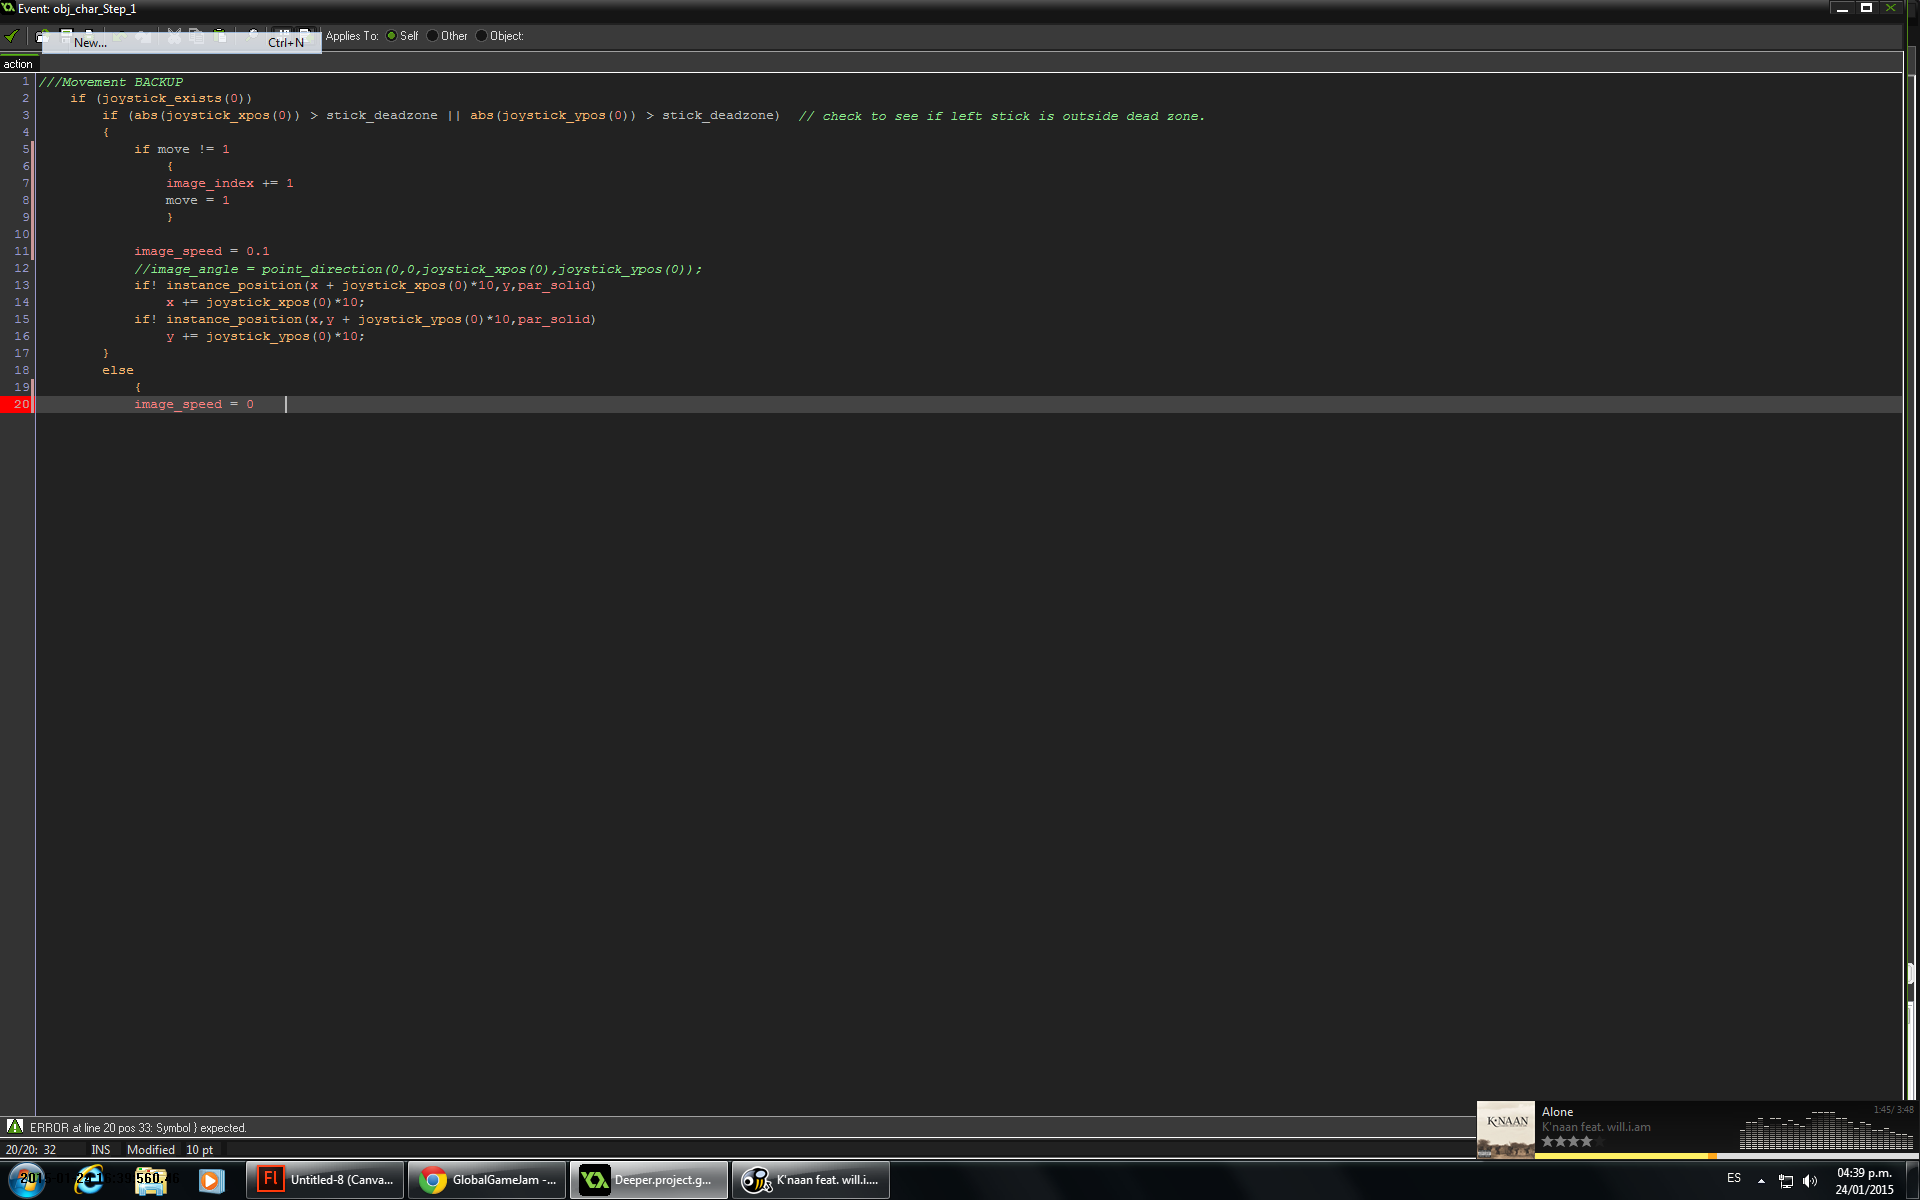 Event: obj_char_Step_1
New... Ctrl+N Applies To: Self Other Object:
action
1 ///Movement BACKUP
2 if (joystick_exists(0))
3 if (abs(joystick_xpos(0)) > stick_deadzone || abs(joystick_ypos(0)) > stick_deadzone) // check to see if left stick is outside dead zone.
4 {
5 if move != 1
6 {
7 image_index += 1
8 move = 1
9 }
10
11 image_speed = 0.1
12 //image_angle = point_direction(0,0,joystick_xpos(0),joystick_ypos(0));
13 if! instance_position(x + joystick_xpos(0)*10,y,par_solid)
14 x += joystick_xpos(0)*10;
15 if! instance_position(x,y + joystick_ypos(0)*10,par_solid)
16 y += joystick_ypos(0)*10;
17 }
18 else
19 {
20 image_speed = 0
ERROR at line 20 pos 33: Symbol } expected.
20/20: 32 INS Modified 10 pt
K'NAAN
Alone
1:45/ 3:48
K'naan feat. will.i.am
Fl Untitled-8 (Canva...
GlobalGameJam -...
Deeper.project.g...
K'naan feat. will.i....
ES
04:39 p.m.
24/01/2015